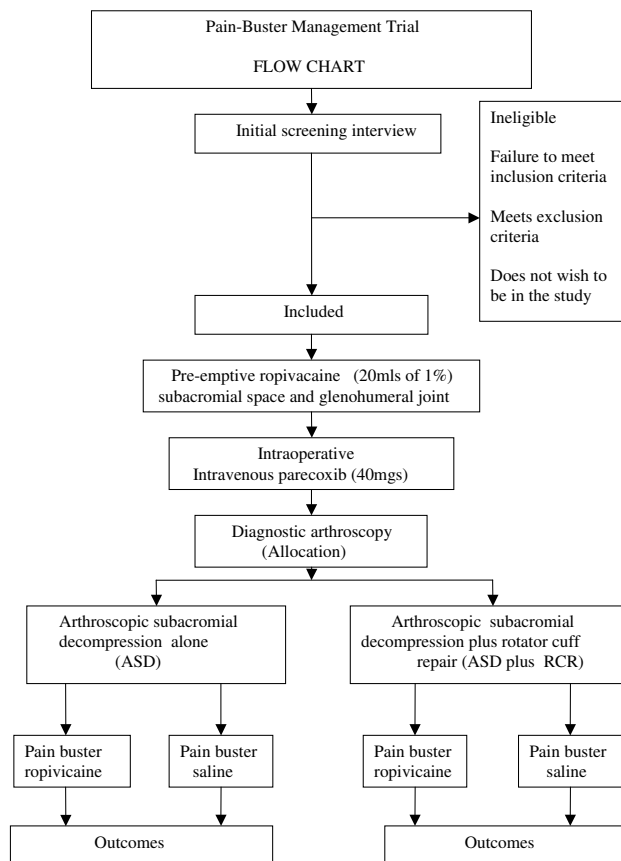 Pain-Buster Management Trial
FLOW CHART
Initial screening interview
Ineligible
Failure to meet
inclusion criteria
Meets exclusion
criteria
Does not wish to
be in the study
Included
Pre-emptive ropivacaine (20mls of 1%)
subacromial space and glenohumeral joint
Intraoperative
Intravenous parecoxib (40mgs)
Diagnostic arthroscopy
(Allocation)
Arthroscopic subacromial
decompression alone
(ASD)
Arthroscopic subacromial
decompression plus rotator cuff
repair (ASD plus RCR)
Pain buster
ropivicaine
Pain buster
saline
Pain buster
ropivicaine
Pain buster
saline
Outcomes
Outcomes